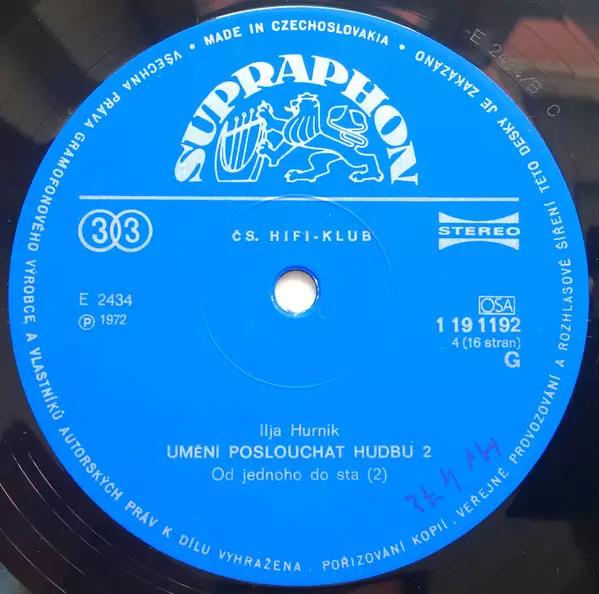 VŠECHNA PRÁVA GRAMOFONOVÉHO VÝROBCE A VLASTNÍKŮ AUTORSKÝCH PRÁV K DÍLU VYHRAŽENA. POŘIZOVÁNÍ KOPIÍ, VEŘEJNÉ PROVOZOVÁNÍ A ROZHLASOVÉ ŠÍŘENÍ TÉTO DESKY JE ZAKÁZÁNO • MADE IN CZECHOSLOVAKIA •
SUPRAPHON
33
ČS. HIFI-KLUB
STEREO
E 2434
Ⓟ 1972
OSA
1 19 1192
4 (16 stran)
G
Ilja Hurník
UMĚNÍ POSLOUCHAT HUDBU 2
Od jednoho do sta (2)